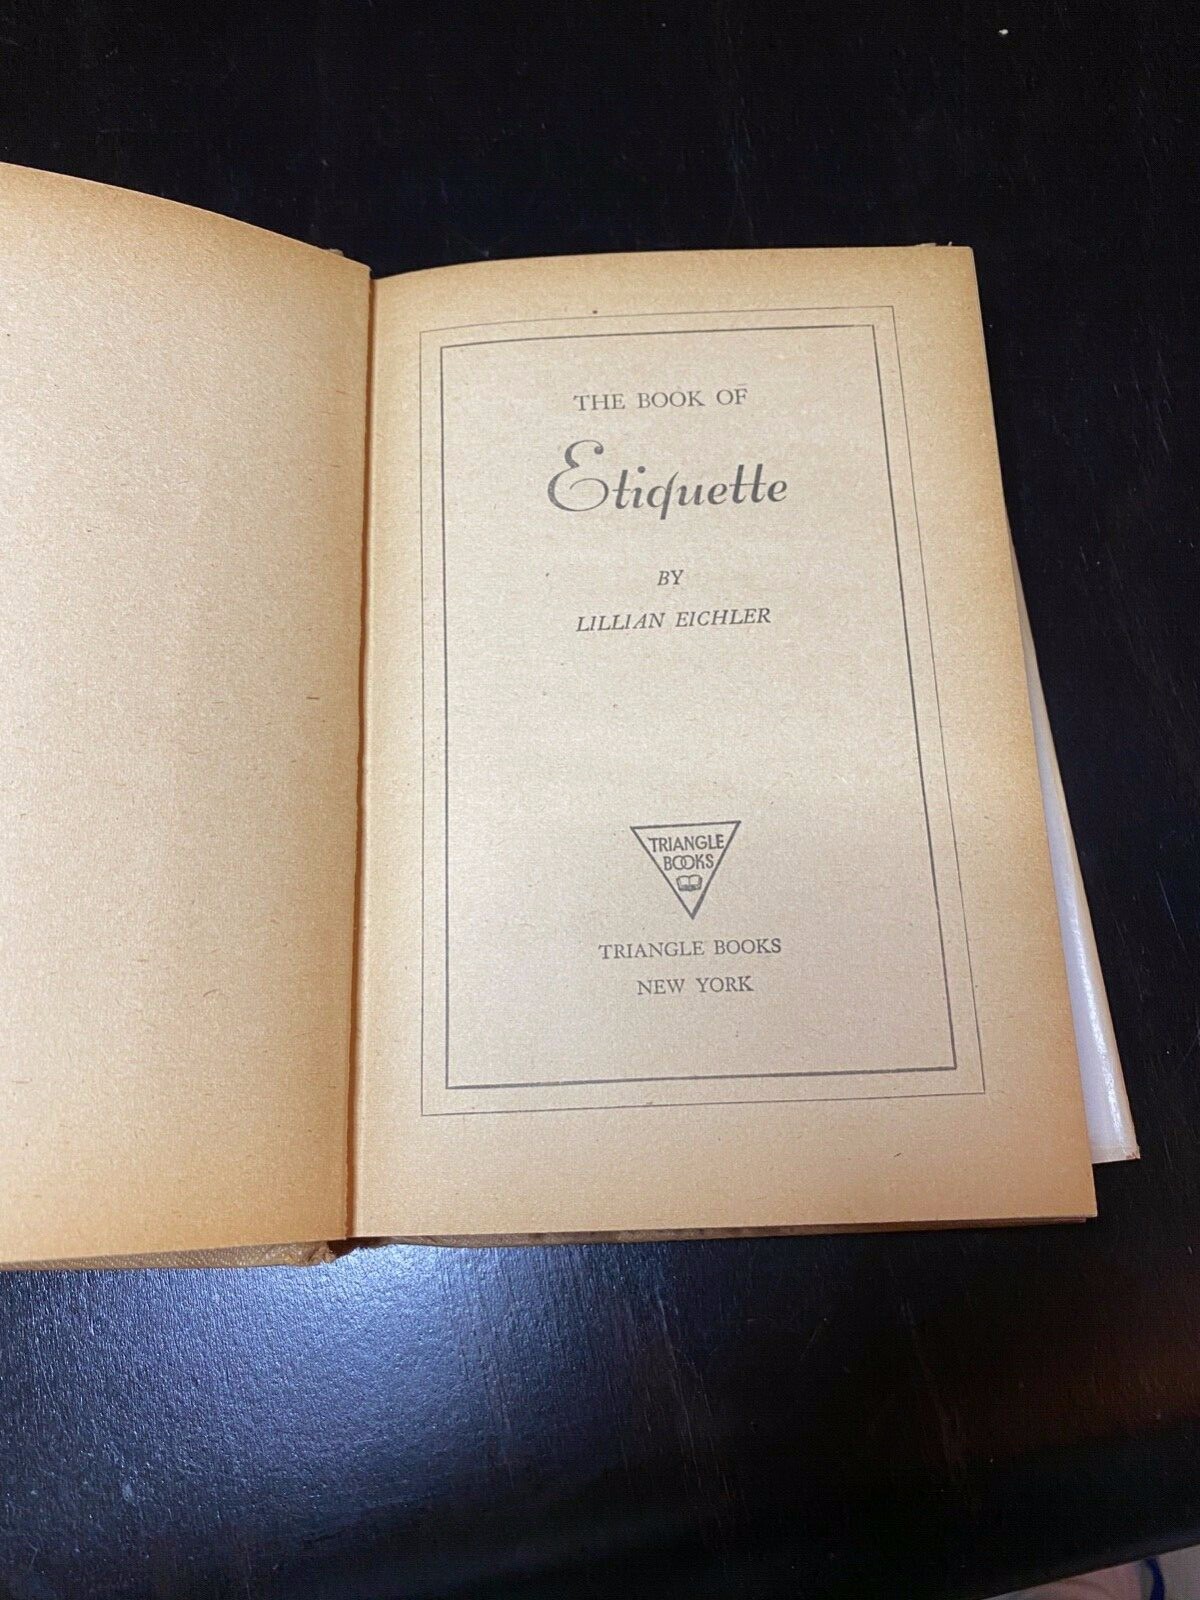 THE BOOK OF
Etiquette
BY
LILLIAN EICHLER
TRIANGLE
BOOKS
TRIANGLE BOOKS
NEW YORK